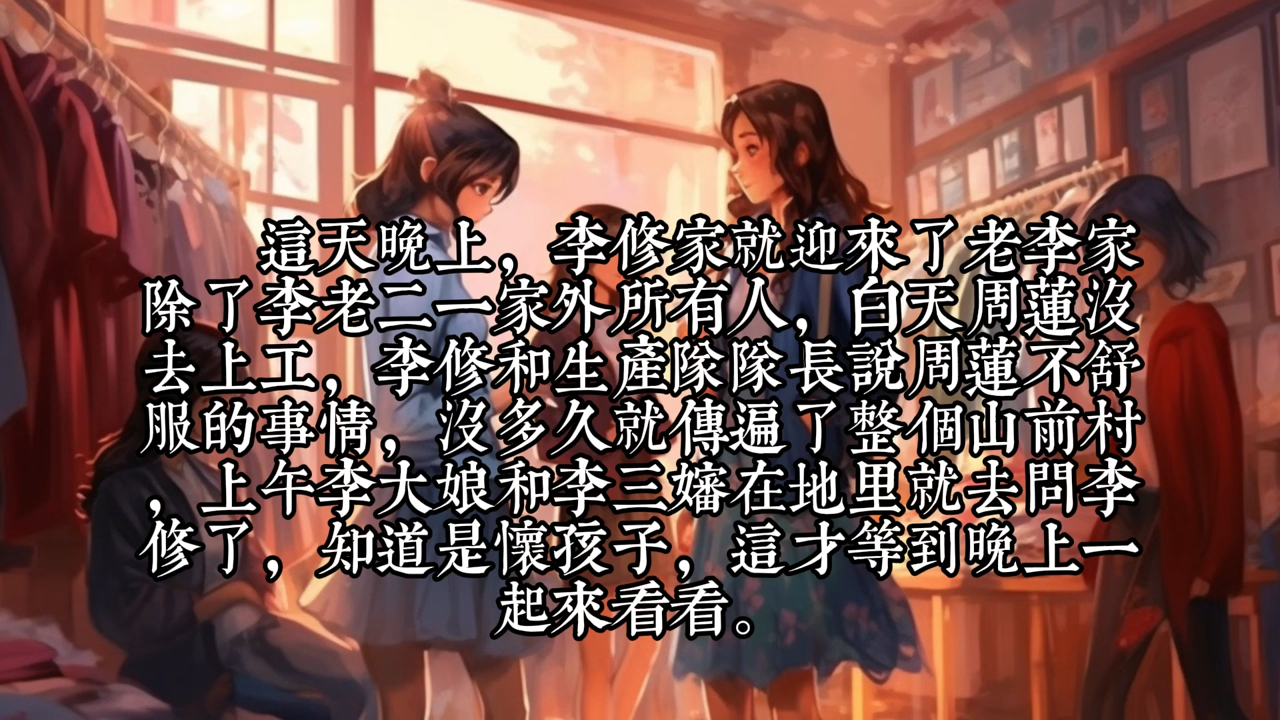 這天晚上，李修家就迎來了老李家
除了李老二一家外所有人，白天周蓮沒
去上工，李修和生產隊隊長說周蓮不舒
服的事情，沒多久就傳遍了整個山前村
，上午李大娘和李三嬸在地里就去問李
修了，知道是懷孩子，這才等到晚上一
起來看看。